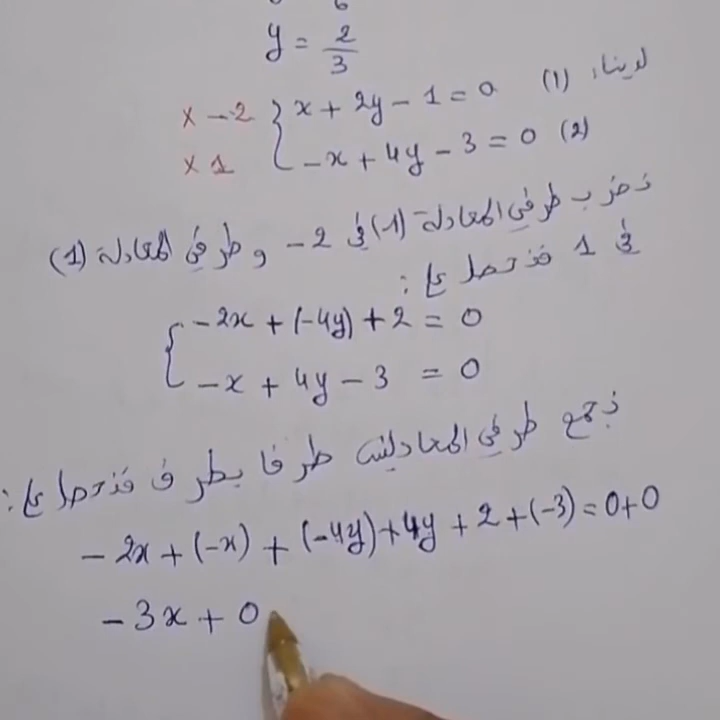 y = 2/3
لدينا:
× -2 { x + 2y - 1 = 0 (1)
× 1 { -x + 4y - 3 = 0 (2)
نضرب طرفي المعادلة (1) في -2 و طرفي المعادلة (1)
في 1 فنحصل على:
{ -2x + (-4y) + 2 = 0
{ -x + 4y - 3 = 0
نجمع طرفي المعادلتين طرفا بطرف فنحصل على:
-2x + (-x) + (-4y) + 4y + 2 + (-3) = 0+0
-3x + 0